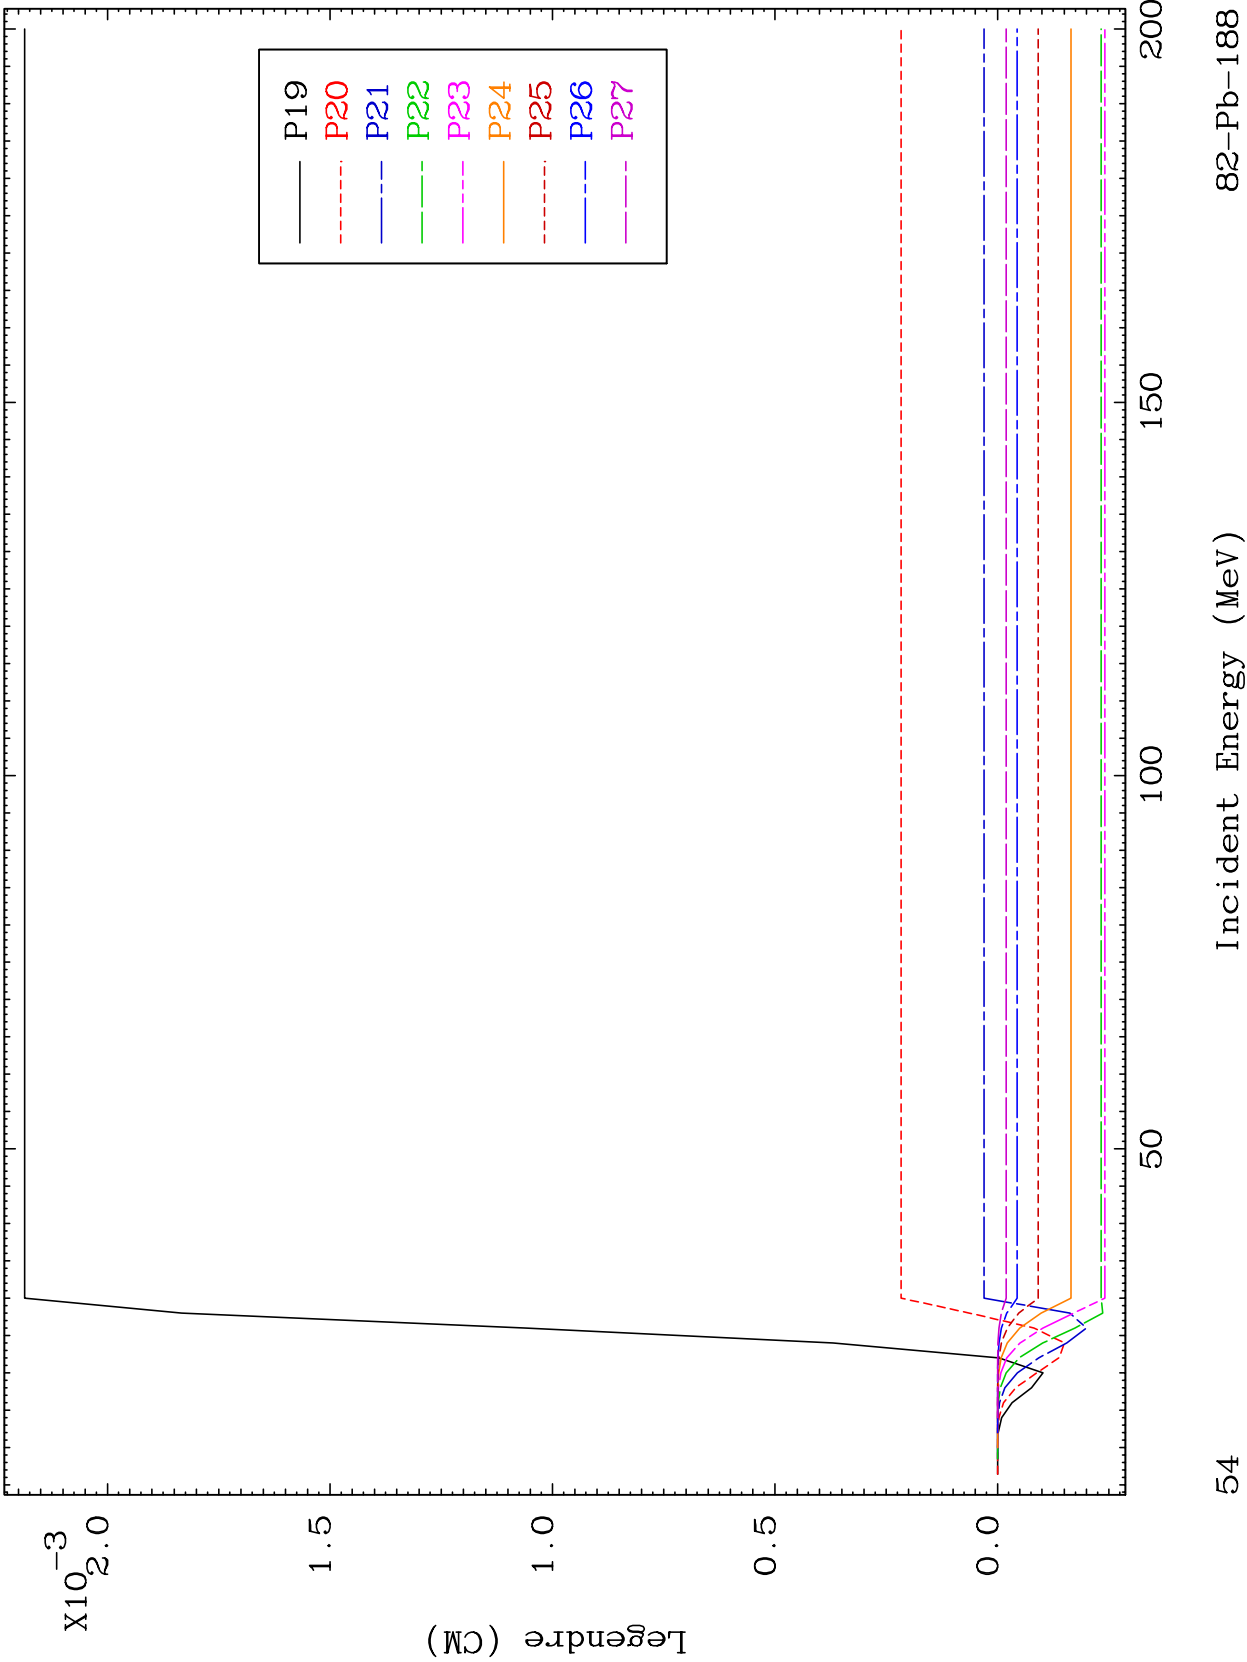 X10-3
2.0
1.5
1.0
0.5
0.0
Legendre (CM)
P19
P20
P21
P22
P23
P24
P25
P26
P27
50
100
150
200
Incident Energy (MeV)
54
82-Pb-188